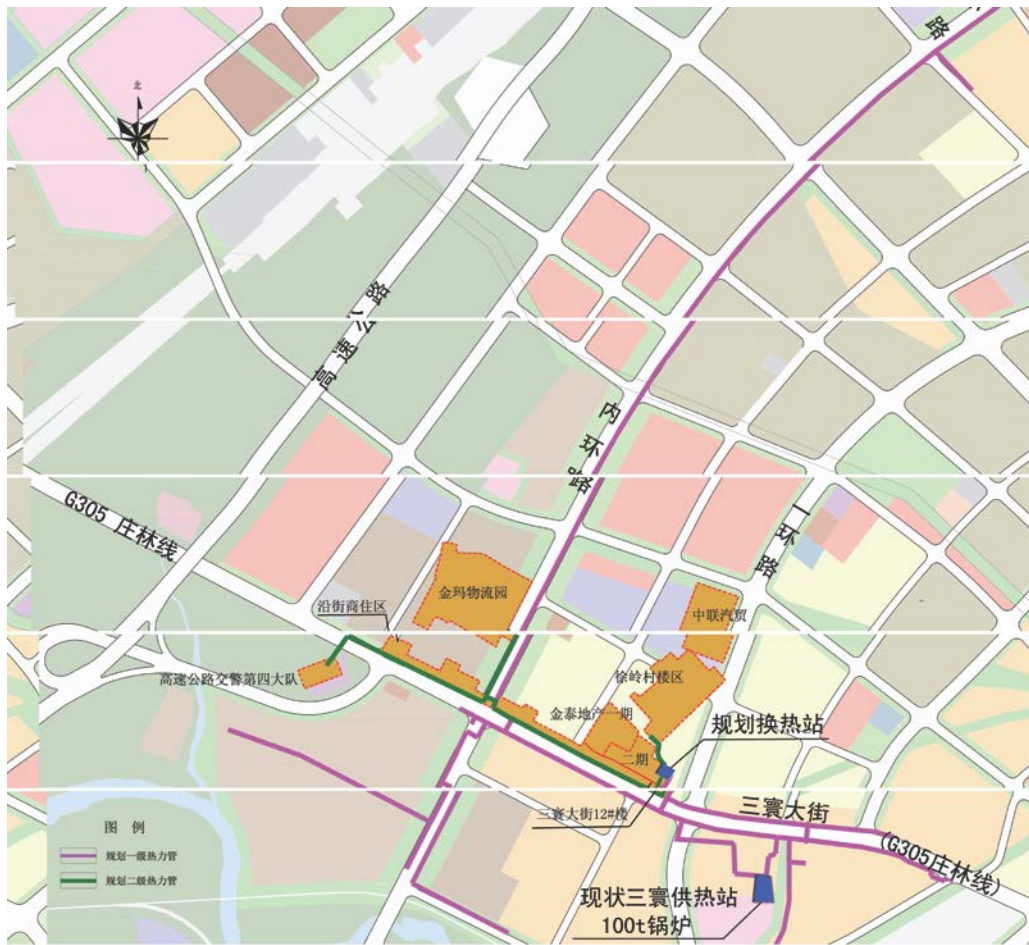 路
北
高速公路
内环路
一环路
G305 庄林线
金玛物流园
沿街商住区
中联汽贸
徐岭村楼区
高速公路交警第四大队
金泰地产一期
规划换热站
二期
三寰大街12#楼
三寰大街
(G305庄林线)
图 例
规划一级热力管
规划二级热力管
现状三寰供热站
100t锅炉